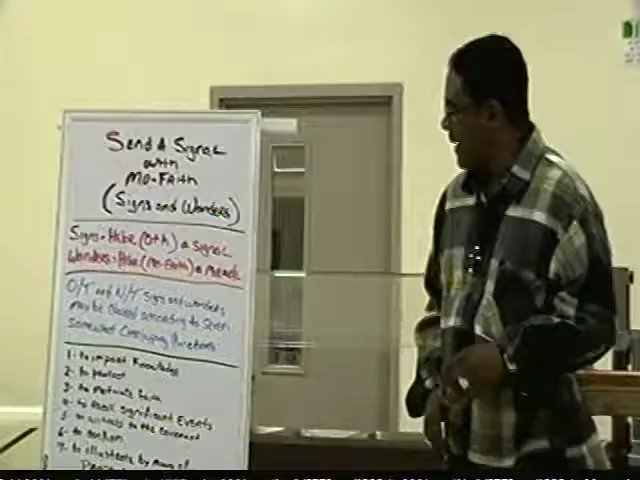 Send A Signal
with
Mo-Faith
(Signs and Wonders)
Signs - Hebr (Oth) a signal
Wonders - Hebr (Mo-Faith) a miracle
O/T and N/T signs and wonders
may be classed according to seven
somewhat overlapping functions
1. to impart Knowledge
2. to protect
3. to motivate faith
4. to recall significant Events
5. to witness to the covenant
6. to confirm
7. to illustrate by means of